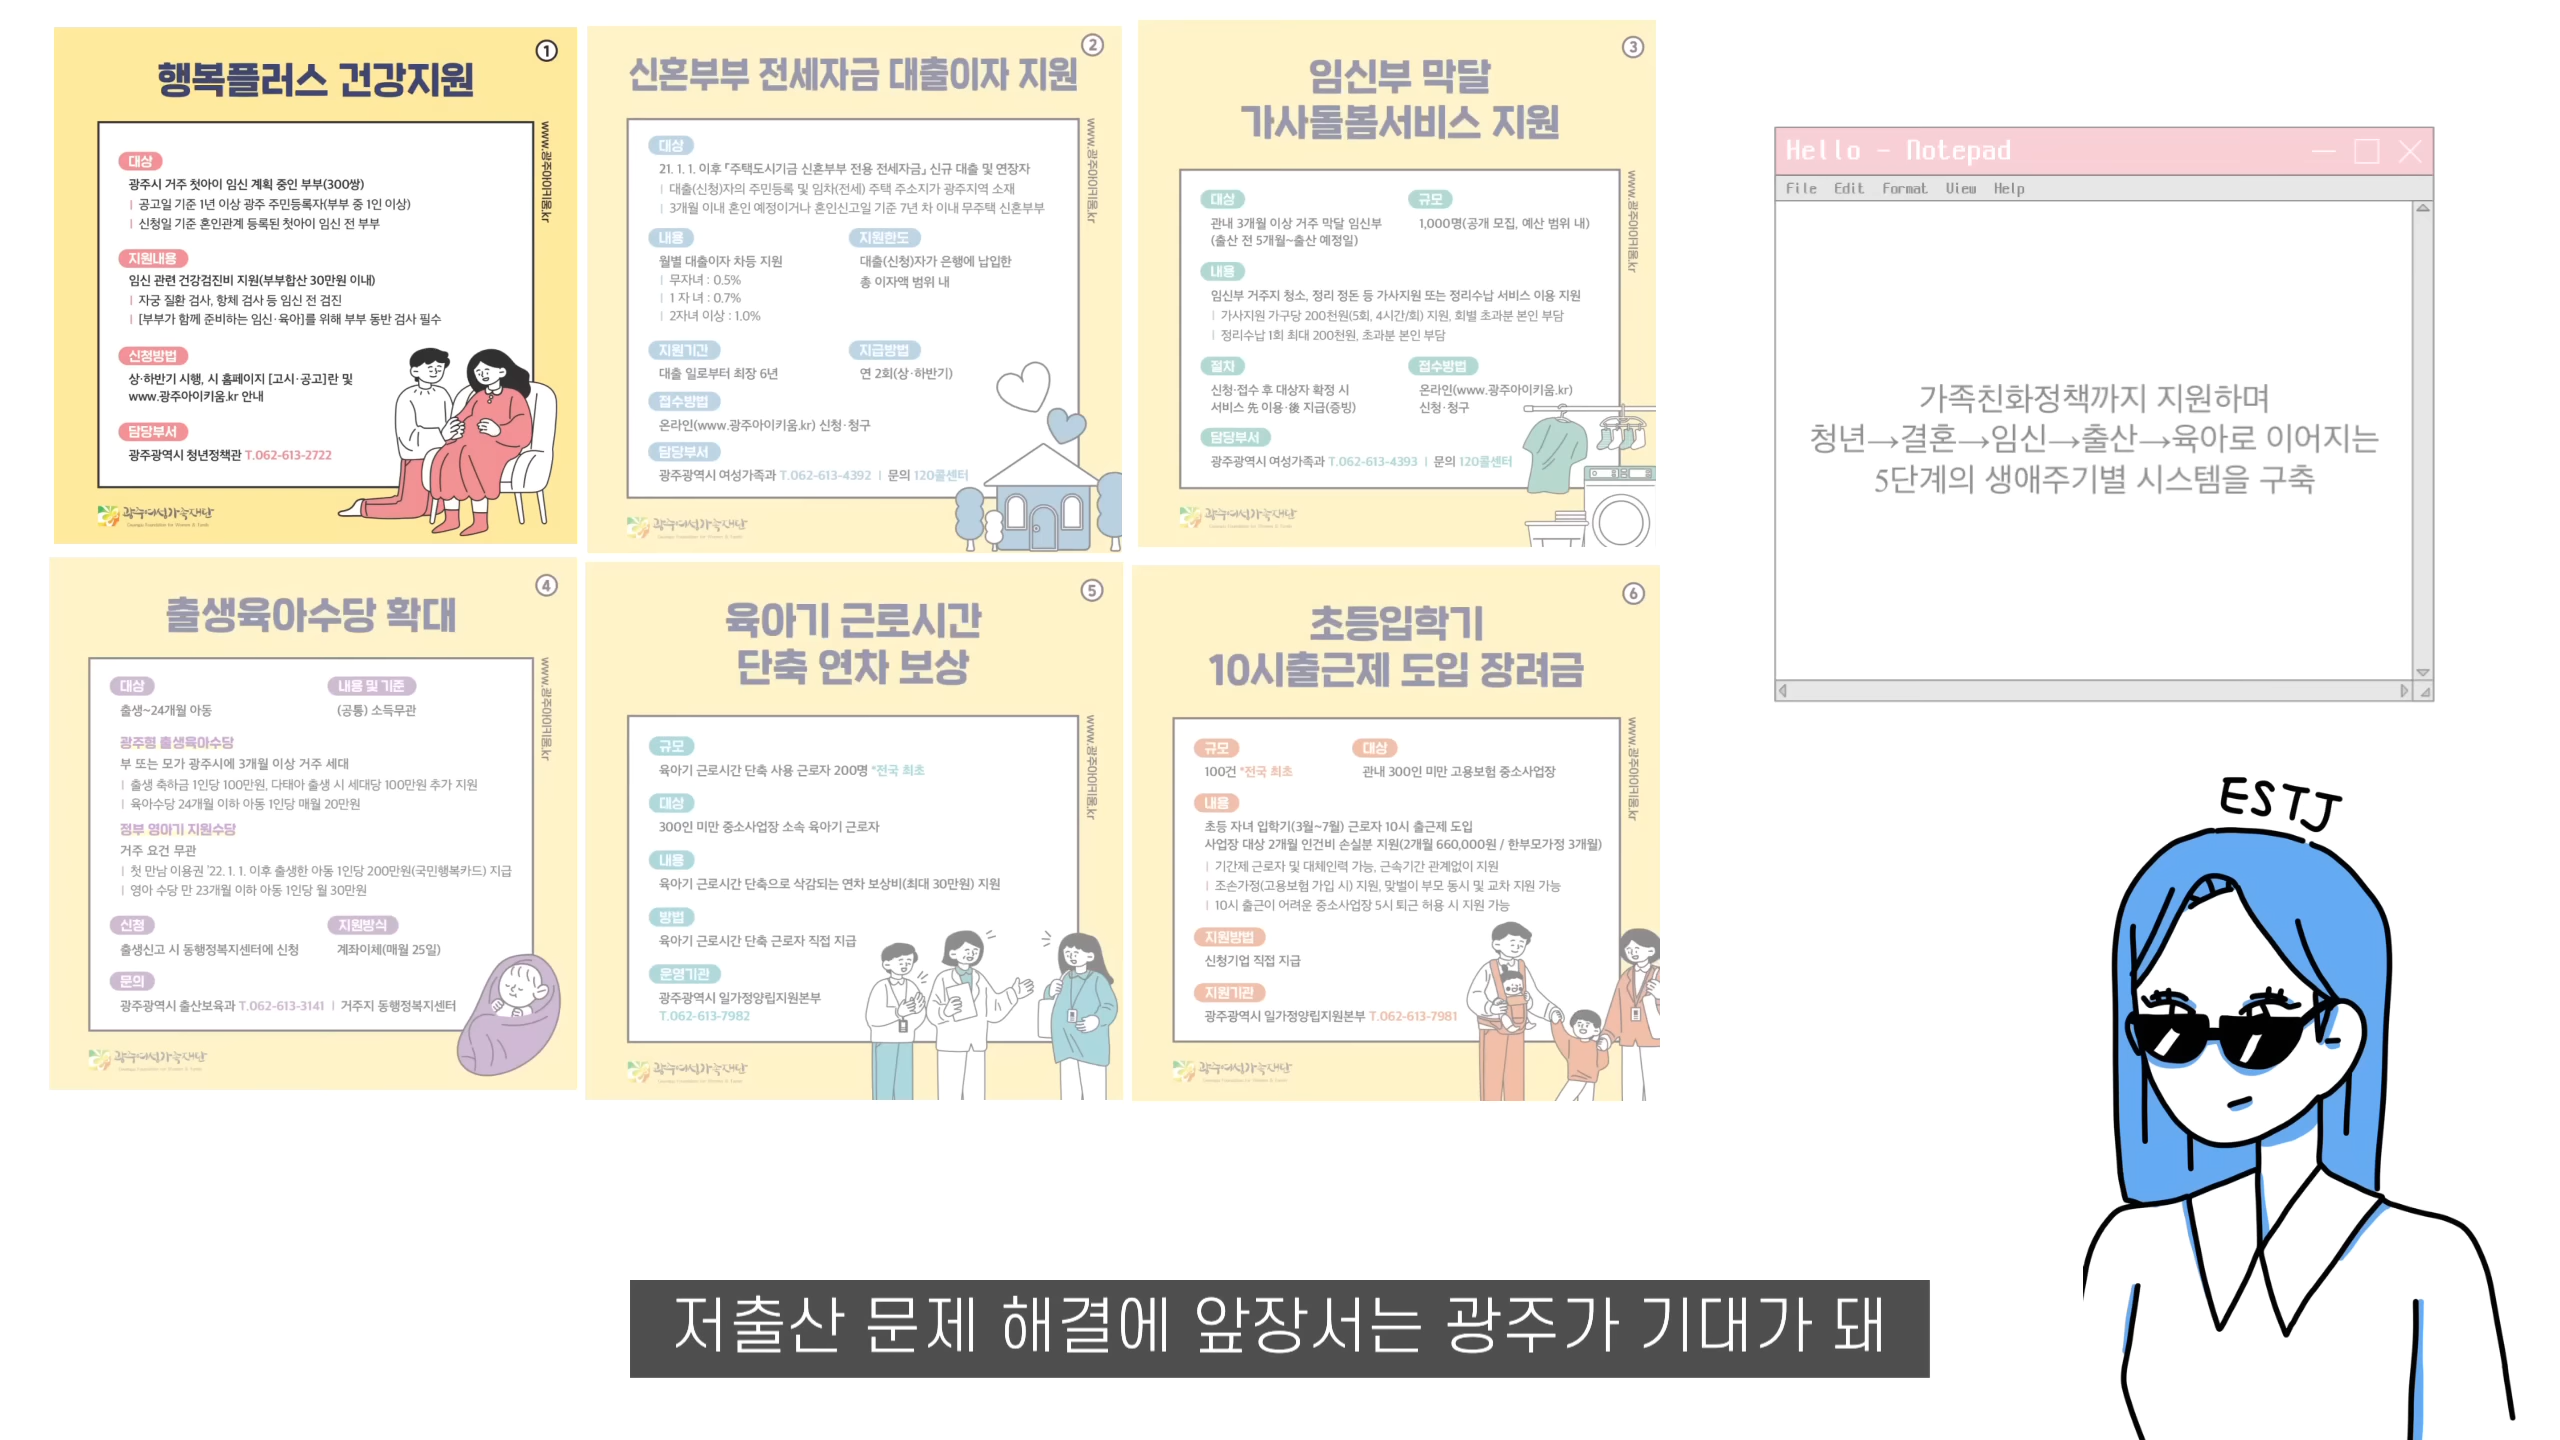 ①
행복플러스 건강지원
www.광주아이키움.kr
대상
광주시 거주 첫아이 임신 계획 중인 부부(300쌍)
공고일 기준 1년 이상 광주 주민등록자(부부 중 1인 이상)
신청일 기준 혼인관계 등록된 첫아이 임신 전 부부
지원내용
임신 관련 건강검진비 지원(부부합산 30만원 이내)
자궁 질환 검사, 항체 검사 등 임신 전 검진
[부부가 함께 준비하는 임신·육아]를 위해 부부 동반 검사 필수
신청방법
상·하반기 시행, 시 홈페이지 [고시·공고]란 및
www.광주아이키움.kr 안내
담당부서
광주광역시 청년정책관 T.062-613-2722
광주여성가족재단
②
신혼부부 전세자금 대출이자 지원
www.광주아이키움.kr
대상
21. 1. 1. 이후 「주택도시기금 신혼부부 전용 전세자금」 신규 대출 및 연장자
대출(신청)자의 주민등록 및 임차(전세) 주택 주소지가 광주지역 소재
3개월 이내 혼인 예정이거나 혼인신고일 기준 7년 차 이내 무주택 신혼부부
내용
월별 대출이자 차등 지원
무자녀 : 0.5%
1 자 녀 : 0.7%
2자녀 이상 : 1.0%
지원한도
대출(신청)자가 은행에 납입한
총 이자액 범위 내
지원기간
대출 일로부터 최장 6년
지급방법
연 2회(상·하반기)
접수방법
온라인(www.광주아이키움.kr) 신청·청구
담당부서
광주광역시 여성가족과 T.062-613-4392 | 문의 120콜센터
광주여성가족재단
③
임신부 막달
가사돌봄서비스 지원
www.광주아이키움.kr
대상
관내 3개월 이상 거주 막달 임신부
(출산 전 5개월~출산 예정일)
규모
1,000명(공개 모집, 예산 범위 내)
내용
임신부 거주지 청소, 정리 정돈 등 가사지원 또는 정리수납 서비스 이용 지원
가사지원 가구당 200천원(5회, 4시간/회) 지원, 회별 초과분 본인 부담
정리수납 1회 최대 200천원, 초과분 본인 부담
절차
신청·접수 후 대상자 확정 시
서비스 先 이용·後 지급(증빙)
접수방법
온라인(www.광주아이키움.kr)
신청·청구
담당부서
광주광역시 여성가족과 T.062-613-4393 | 문의 120콜센터
광주여성가족재단
④
출생육아수당 확대
www.광주아이키움.kr
대상
출생~24개월 아동
내용 및 기준
(공통) 소득무관
광주형 출생육아수당
부 또는 모가 광주시에 3개월 이상 거주 세대
출생 축하금 1인당 100만원, 다태아 출생 시 세대당 100만원 추가 지원
육아수당 24개월 이하 아동 1인당 매월 20만원
정부 영아기 지원수당
거주 요건 무관
첫 만남 이용권 '22. 1. 1. 이후 출생한 아동 1인당 200만원(국민행복카드) 지급
영아 수당 만 23개월 이하 아동 1인당 월 30만원
신청
출생신고 시 동행정복지센터에 신청
지원방식
계좌이체(매월 25일)
문의
광주광역시 출산보육과 T.062-613-3141 | 거주지 동행정복지센터
광주여성가족재단
⑤
육아기 근로시간
단축 연차 보상
www.광주아이키움.kr
규모
육아기 근로시간 단축 사용 근로자 200명 *전국 최초
대상
300인 미만 중소사업장 소속 육아기 근로자
내용
육아기 근로시간 단축으로 삭감되는 연차 보상비(최대 30만원) 지원
방법
육아기 근로시간 단축 근로자 직접 지급
운영기관
광주광역시 일가정양립지원본부
T.062-613-7982
광주여성가족재단
⑥
초등입학기
10시출근제 도입 장려금
www.광주아이키움.kr
규모
100건 *전국 최초
대상
관내 300인 미만 고용보험 중소사업장
내용
초등 자녀 입학기(3월~7월) 근로자 10시 출근제 도입
사업장 대상 2개월 인건비 손실분 지원(2개월 660,000원 / 한부모가정 3개월)
기간제 근로자 및 대체인력 가능, 근속기간 관계없이 지원
조손가정(고용보험 가입 시) 지원, 맞벌이 부모 동시 및 교차 지원 가능
10시 출근이 어려운 중소사업장 5시 퇴근 허용 시 지원 가능
지원방법
신청기업 직접 지급
지원기관
광주광역시 일가정양립지원본부 T.062-613-7981
광주여성가족재단
Hello - Notepad
File Edit Format View Help
가족친화정책까지 지원하며
청년→결혼→임신→출산→육아로 이어지는
5단계의 생애주기별 시스템을 구축
ESTJ
저출산 문제 해결에 앞장서는 광주가 기대가 돼